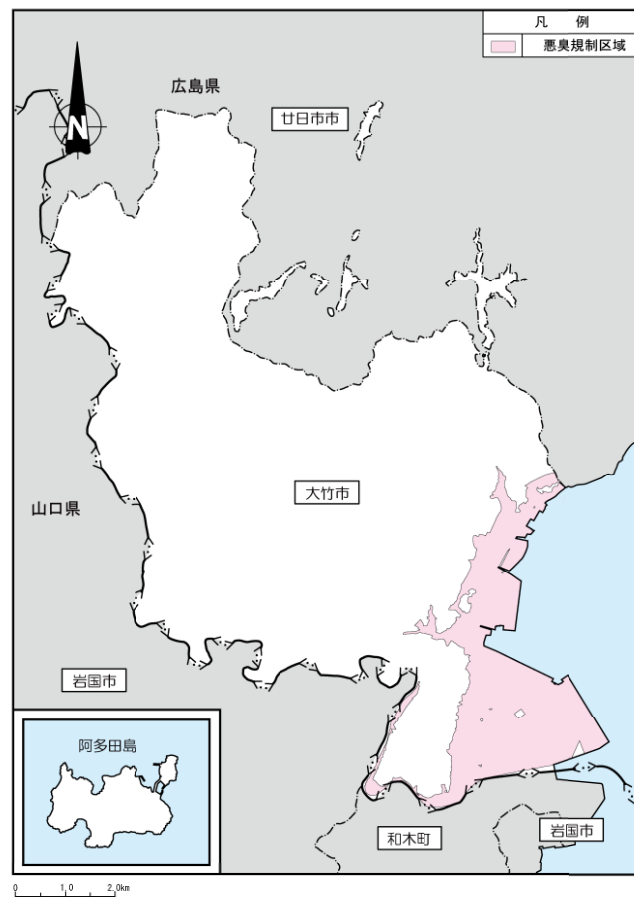 凡 例
悪臭規制区域
広島県
廿日市市
N
大竹市
山口県
岩国市
阿多田島
和木町
岩国市
0 1.0 2.0km